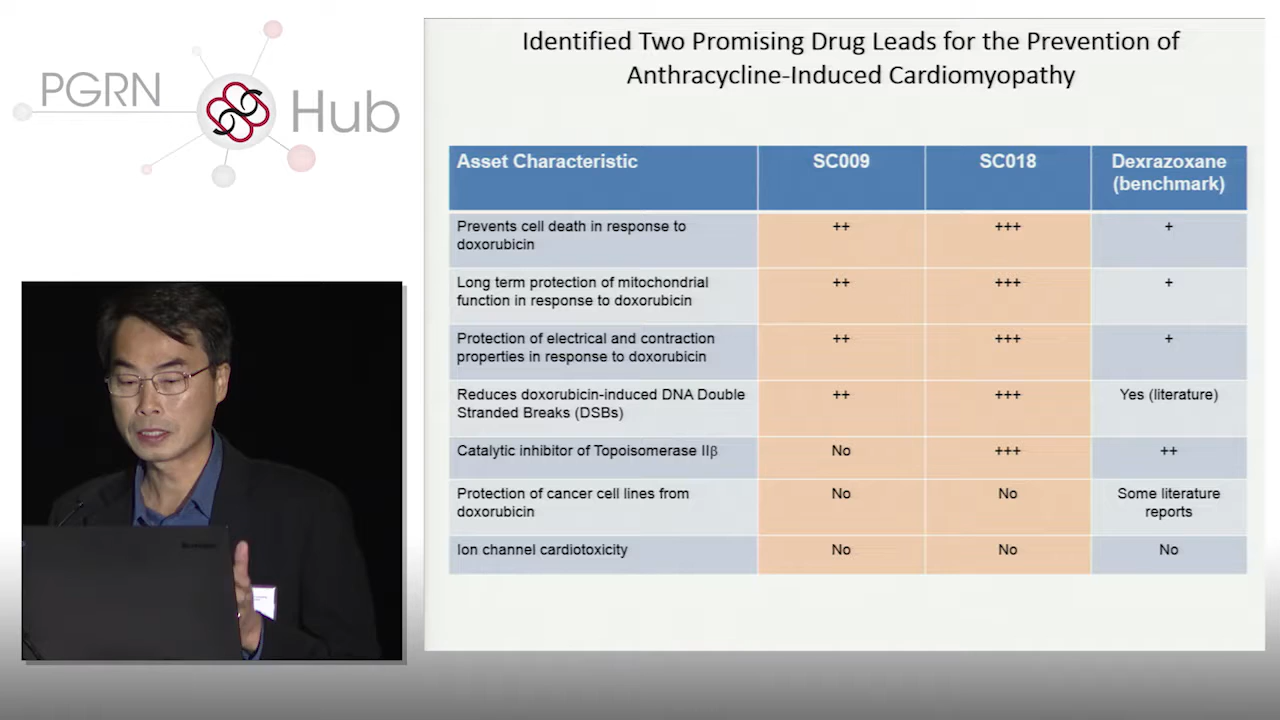 PGRN
Hub
Identified Two Promising Drug Leads for the Prevention of
Anthracycline-Induced Cardiomyopathy
Asset Characteristic SC009 SC018 Dexrazoxane
(benchmark)
Prevents cell death in response to
doxorubicin ++ +++ +
Long term protection of mitochondrial
function in response to doxorubicin ++ +++ +
Protection of electrical and contraction
properties in response to doxorubicin ++ +++ +
Reduces doxorubicin-induced DNA Double
Stranded Breaks (DSBs) ++ +++ Yes (literature)
Catalytic inhibitor of Topoisomerase IIβ No +++ ++
Protection of cancer cell lines from
doxorubicin No No Some literature
reports
Ion channel cardiotoxicity No No No